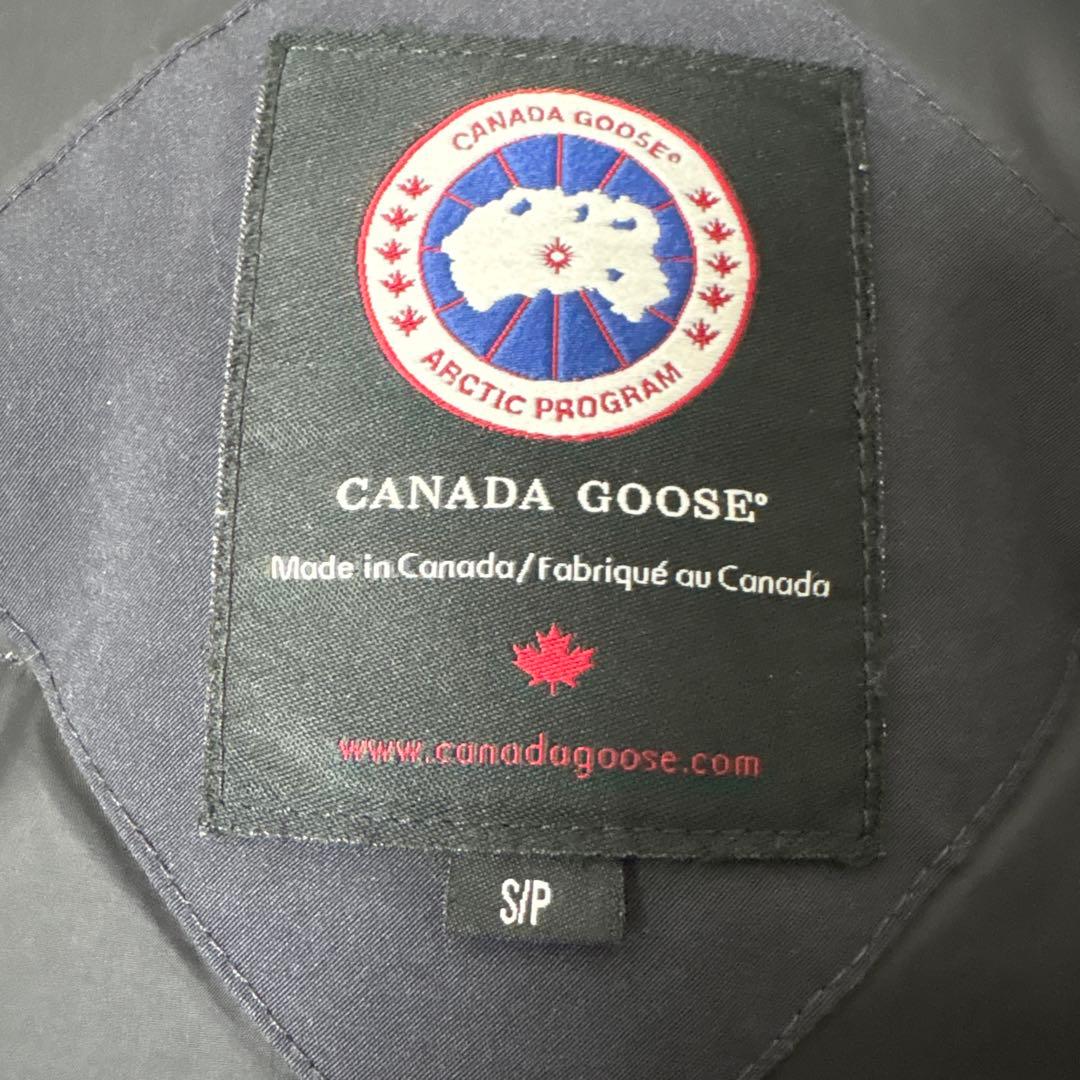 CANADA GOOSE®
ARCTIC PROGRAM
CANADA GOOSE®
Made in Canada/Fabriqué au Canada
www.canadagoose.com
S/P